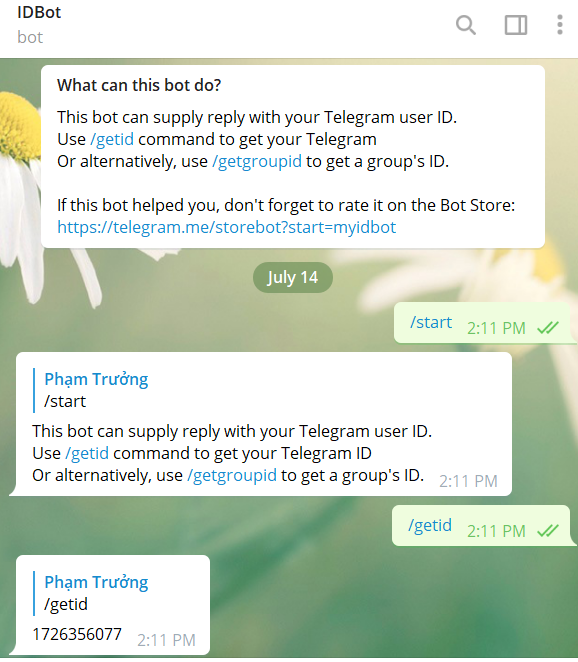 IDBot
bot
What can this bot do?
This bot can supply reply with your Telegram user ID.
Use /getid command to get your Telegram
Or alternatively, use /getgroupid to get a group's ID.
If this bot helped you, don't forget to rate it on the Bot Store:
https://telegram.me/storebot?start=myidbot
July 14
/start 2:11 PM
Phạm Trưởng
/start
This bot can supply reply with your Telegram user ID.
Use /getid command to get your Telegram ID
Or alternatively, use /getgroupid to get a group's ID. 2:11 PM
/getid 2:11 PM
Phạm Trưởng
/getid
1726356077 2:11 PM